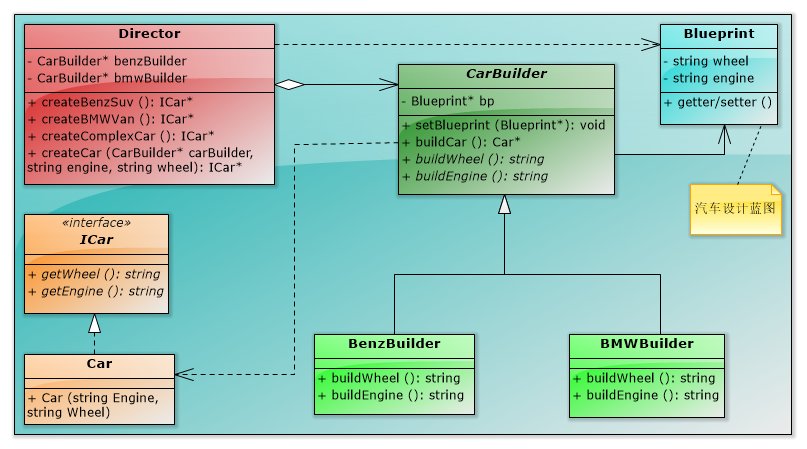 Director
- CarBuilder* benzBuilder
- CarBuilder* bmwBuilder
+ createBenzSuv (): ICar*
+ createBMWVan (): ICar*
+ createComplexCar (): ICar*
+ createCar (CarBuilder* carBuilder,
string engine, string wheel): ICar*
CarBuilder
- Blueprint* bp
+ setBlueprint (Blueprint*): void
+ buildCar (): Car*
+ buildWheel (): string
+ buildEngine (): string
Blueprint
- string wheel
- string engine
+ getter/setter ()
汽车设计蓝图
«interface»
ICar
+ getWheel (): string
+ getEngine (): string
Car
+ Car (string Engine,
string Wheel)
BenzBuilder
+ buildWheel (): string
+ buildEngine (): string
BMWBuilder
+ buildWheel (): string
+ buildEngine (): string